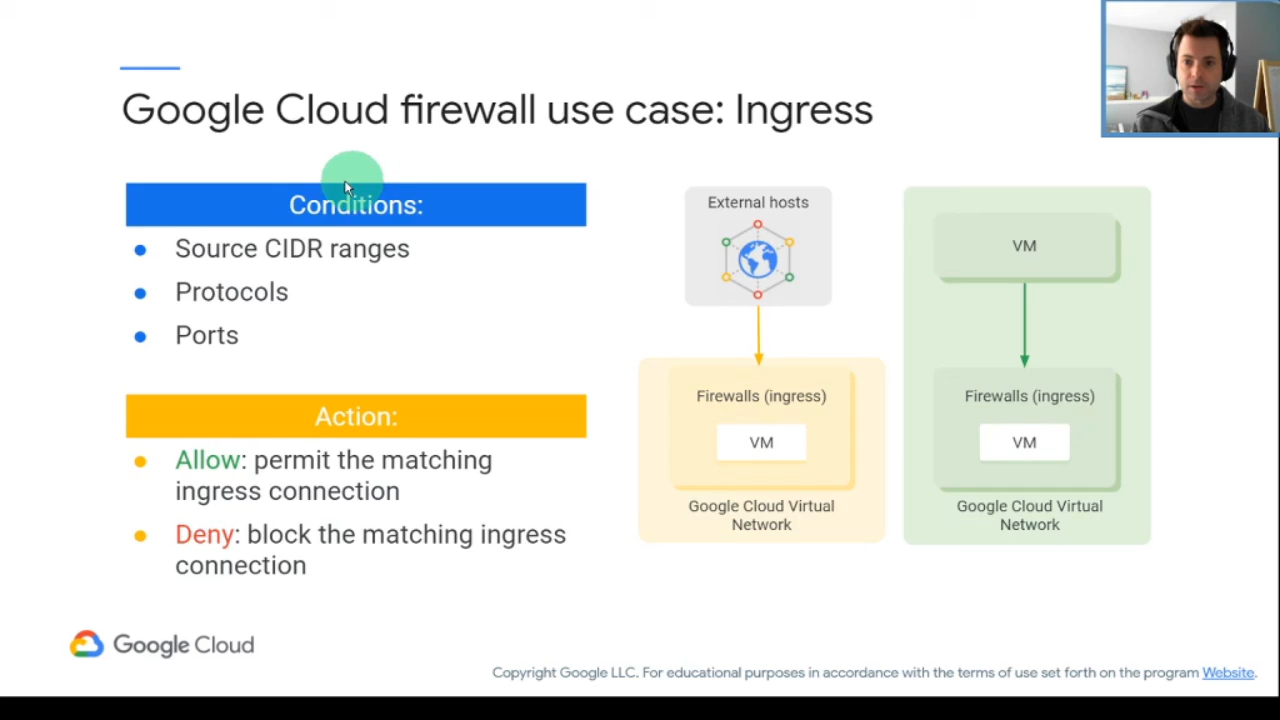 Google Cloud firewall use case: Ingress
Conditions:
Source CIDR ranges
Protocols
Ports
Action:
Allow: permit the matching
ingress connection
Deny: block the matching ingress
connection
External hosts
Firewalls (ingress)
VM
Google Cloud Virtual
Network
VM
Firewalls (ingress)
VM
Google Cloud Virtual
Network
Google Cloud
Copyright Google LLC. For educational purposes in accordance with the terms of use set forth on the program Website.